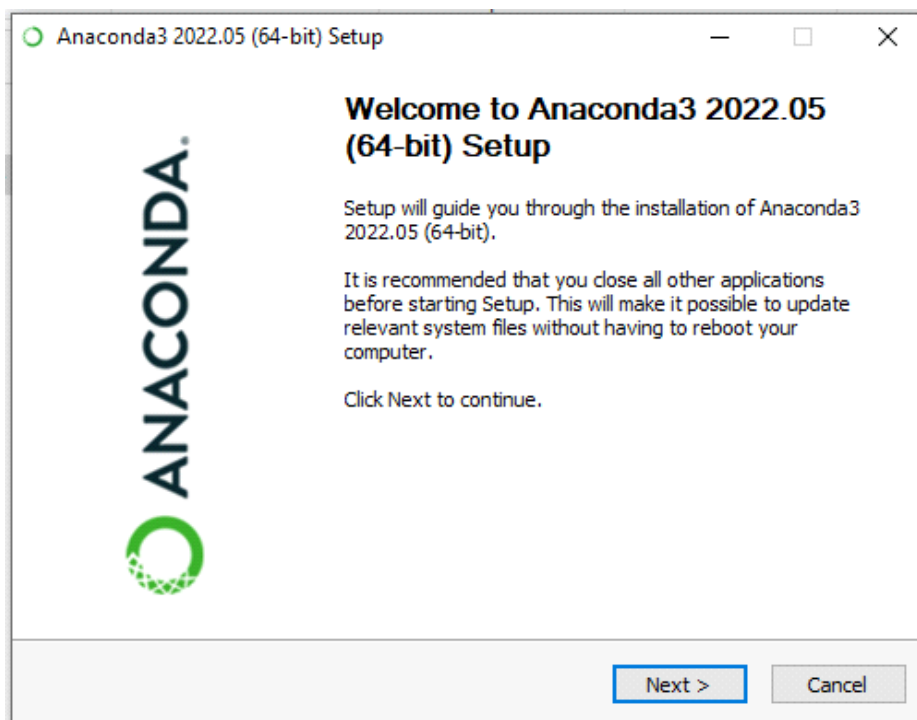 Anaconda3 2022.05 (64-bit) Setup
Welcome to Anaconda3 2022.05
(64-bit) Setup
ANACONDA.
Setup will guide you through the installation of Anaconda3
2022.05 (64-bit).
It is recommended that you close all other applications
before starting Setup. This will make it possible to update
relevant system files without having to reboot your
computer.
Click Next to continue.
Next >
Cancel